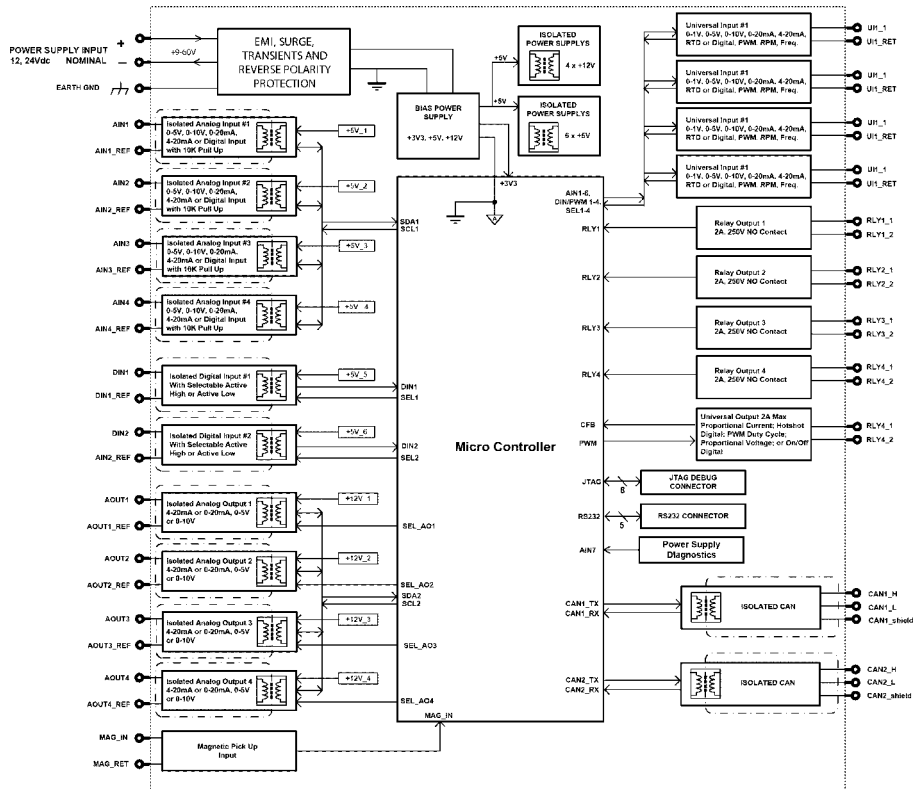 POWER SUPPLY INPUT
12, 24Vdc NOMINAL
+
–
+9-60V
EARTH GND
EMI, SURGE,
TRANSIENTS AND
REVERSE POLARITY
PROTECTION
BIAS POWER
SUPPLY
+3V3, +5V, +12V
+5V
+5V
ISOLATED
POWER SUPPLYS
4 x +12V
ISOLATED
POWER SUPPLYS
6 x +5V
+3V3
AIN1
AIN1_REF
Isolated Analog Input #1
0-5V, 0-10V, 0-20mA,
4-20mA or Digital Input
with 10K Pull Up
+5V_1
AIN2
AIN2_REF
Isolated Analog Input #2
0-5V, 0-10V, 0-20mA,
4-20mA or Digital Input
with 10K Pull Up
+5V_2
AIN3
AIN3_REF
Isolated Analog Input #3
0-5V, 0-10V, 0-20mA,
4-20mA or Digital Input
with 10K Pull Up
+5V_3
AIN4
AIN4_REF
Isolated Analog Input #4
0-5V, 0-10V, 0-20mA,
4-20mA or Digital Input
with 10K Pull Up
+5V_4
DIN1
DIN1_REF
Isolated Digital Input #1
With Selectable Active
High or Active Low
+5V_5
DIN2
AIN2_REF
Isolated Digital Input #2
With Selectable Active
High or Active Low
+5V_6
AOUT1
AOUT1_REF
Isolated Analog Output 1
4-20mA or 0-20mA, 0-5V
or 0-10V
+12V_1
AOUT2
AOUT2_REF
Isolated Analog Output 2
4-20mA or 0-20mA, 0-5V
or 0-10V
+12V_2
AOUT3
AOUT3_REF
Isolated Analog Output 3
4-20mA or 0-20mA, 0-5V
or 0-10V
+12V_3
AOUT4
AOUT4_REF
Isolated Analog Output 4
4-20mA or 0-20mA, 0-5V
or 0-10V
+12V_4
MAG_IN
MAG_RET
Magnetic Pick Up
Input
SDA1
SCL1
DIN1
SEL1
DIN2
SEL2
SEL_AO1
SEL_AO2
SDA2
SCL2
SEL_AO3
SEL_AO4
MAG_IN
Micro Controller
AIN1-6,
DIN/PWM 1-4,
SEL1-4
RLY1
RLY2
RLY3
RLY4
CFB
PWM
JTAG
RS232
AIN7
CAN1_TX
CAN1_RX
CAN2_TX
CAN2_RX
Universal Input #1
0-1V, 0-5V, 0-10V, 0-20mA, 4-20mA,
RTD or Digital, PWM. RPM, Freq.
UI1_1
UI1_RET
Universal Input #1
0-1V, 0-5V, 0-10V, 0-20mA, 4-20mA,
RTD or Digital, PWM. RPM, Freq.
UI1_1
UI1_RET
Universal Input #1
0-1V, 0-5V, 0-10V, 0-20mA, 4-20mA,
RTD or Digital, PWM. RPM, Freq.
UI1_1
UI1_RET
Universal Input #1
0-1V, 0-5V, 0-10V, 0-20mA, 4-20mA,
RTD or Digital, PWM. RPM, Freq.
UI1_1
UI1_RET
Relay Output 1
2A, 250V NO Contact
RLY1_1
RLY1_2
Relay Output 2
2A, 250V NO Contact
RLY2_1
RLY2_2
Relay Output 3
2A, 250V NO Contact
RLY3_1
RLY3_2
Relay Output 4
2A, 250V NO Contact
RLY4_1
RLY4_2
Universal Output 2A Max
Proportional Current; Hotshot
Digital; PWM Duty Cycle;
Proportional Voltage; or On/Off
Digital
RLY4_1
RLY4_2
8
JTAG DEBUG
CONNECTOR
5
RS232 CONNECTOR
Power Supply
Diagnostics
ISOLATED CAN
CAN1_H
CAN1_L
CAN1_shield
ISOLATED CAN
CAN2_H
CAN2_L
CAN2_shield